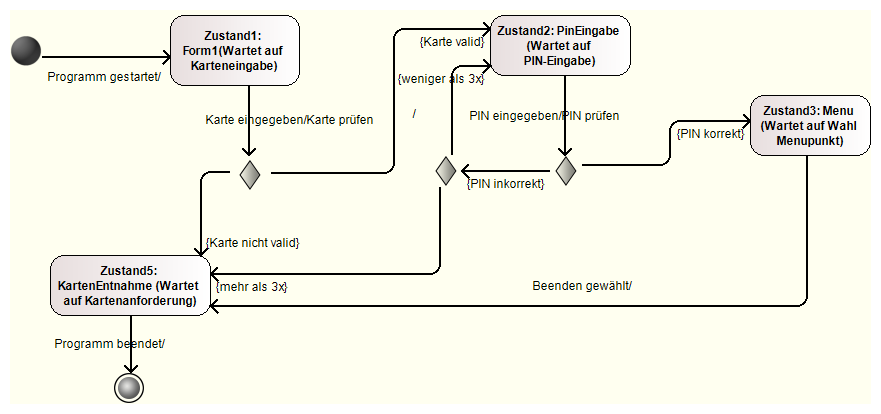 Zustand1:
Form1(Wartet auf
Karteneingabe)
Programm gestartet/
{Karte valid}
Zustand2: PinEingabe
(Wartet auf
PIN-Eingabe)
{weniger als 3x}
Karte eingegeben/Karte prüfen
/
PIN eingegeben/PIN prüfen
Zustand3: Menu
(Wartet auf Wahl
Menupunkt)
{PIN korrekt}
{PIN inkorrekt}
{Karte nicht valid}
Zustand5:
KartenEntnahme (Wartet
auf Kartenanforderung)
{mehr als 3x}
Beenden gewählt/
Programm beendet/